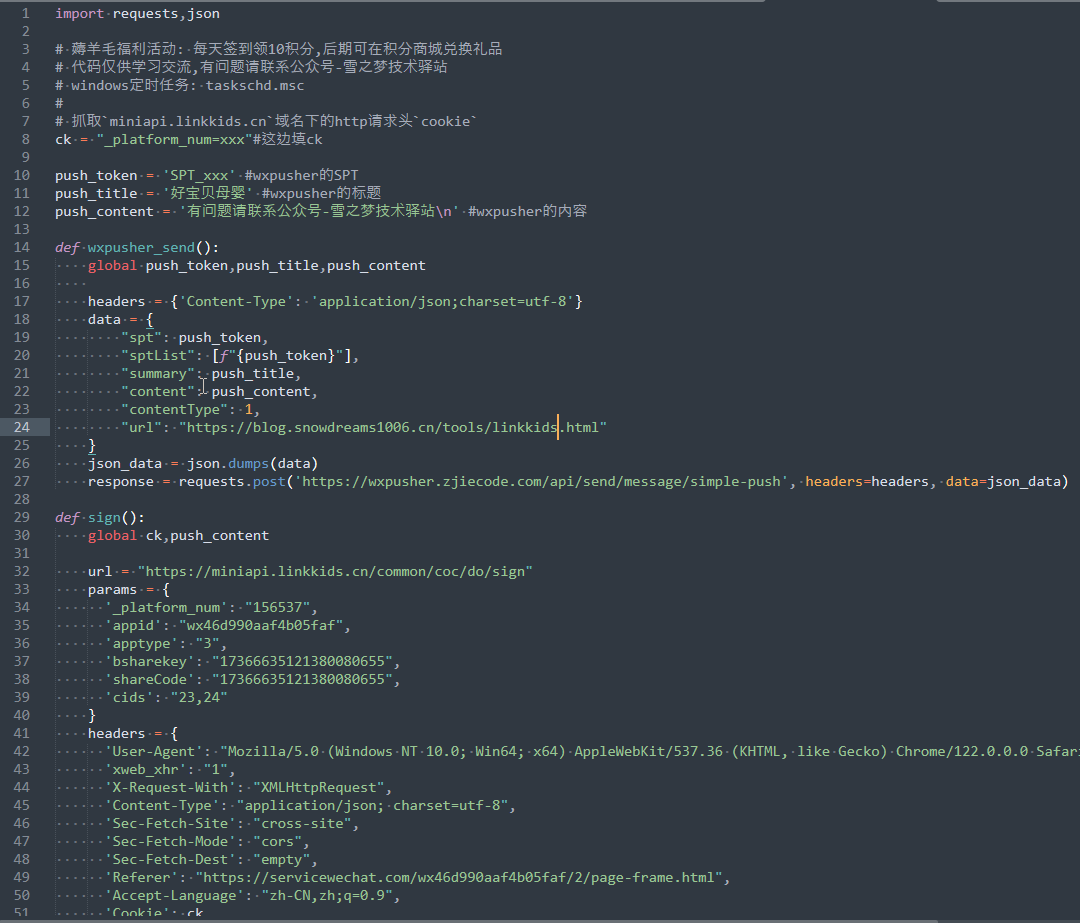 1 import requests,json
2
3 # 薅羊毛福利活动: 每天签到领10积分,后期可在积分商城兑换礼品
4 # 代码仅供学习交流,有问题请联系公众号-雪之梦技术驿站
5 # windows定时任务: taskschd.msc
6 #
7 # 抓取`miniapi.linkkids.cn`域名下的http请求头`cookie`
8 ck = "_platform_num=xxx"#这边填ck
9
10 push_token = 'SPT_xxx' #wxpusher的SPT
11 push_title = '好宝贝母婴' #wxpusher的标题
12 push_content = '有问题请联系公众号-雪之梦技术驿站\n' #wxpusher的内容
13
14 def wxpusher_send():
15     global push_token,push_title,push_content
16
17     headers = {'Content-Type': 'application/json;charset=utf-8'}
18     data = {
19         "spt": push_token,
20         "sptList": [f"{push_token}"],
21         "summary": push_title,
22         "content": push_content,
23         "contentType": 1,
24         "url": "https://blog.snowdreams1006.cn/tools/linkkids.html"
25     }
26     json_data = json.dumps(data)
27     response = requests.post('https://wxpusher.zjiecode.com/api/send/message/simple-push', headers=headers, data=json_data)
28
29 def sign():
30     global ck,push_content
31
32     url = "https://miniapi.linkkids.cn/common/coc/do/sign"
33     params = {
34       '_platform_num': "156537",
35       'appid': "wx46d990aaf4b05faf",
36       'apptype': "3",
37       'bsharekey': "17366635121380080655",
38       'shareCode': "17366635121380080655",
39       'cids': "23,24"
40     }
41     headers = {
42       'User-Agent': "Mozilla/5.0 (Windows NT 10.0; Win64; x64) AppleWebKit/537.36 (KHTML, like Gecko) Chrome/122.0.0.0 Safar
43       'xweb_xhr': "1",
44       'X-Request-With': "XMLHttpRequest",
45       'Content-Type': "application/json; charset=utf-8",
46       'Sec-Fetch-Site': "cross-site",
47       'Sec-Fetch-Mode': "cors",
48       'Sec-Fetch-Dest': "empty",
49       'Referer': "https://servicewechat.com/wx46d990aaf4b05faf/2/page-frame.html",
50       'Accept-Language': "zh-CN,zh;q=0.9",
51       'Cookie': ck